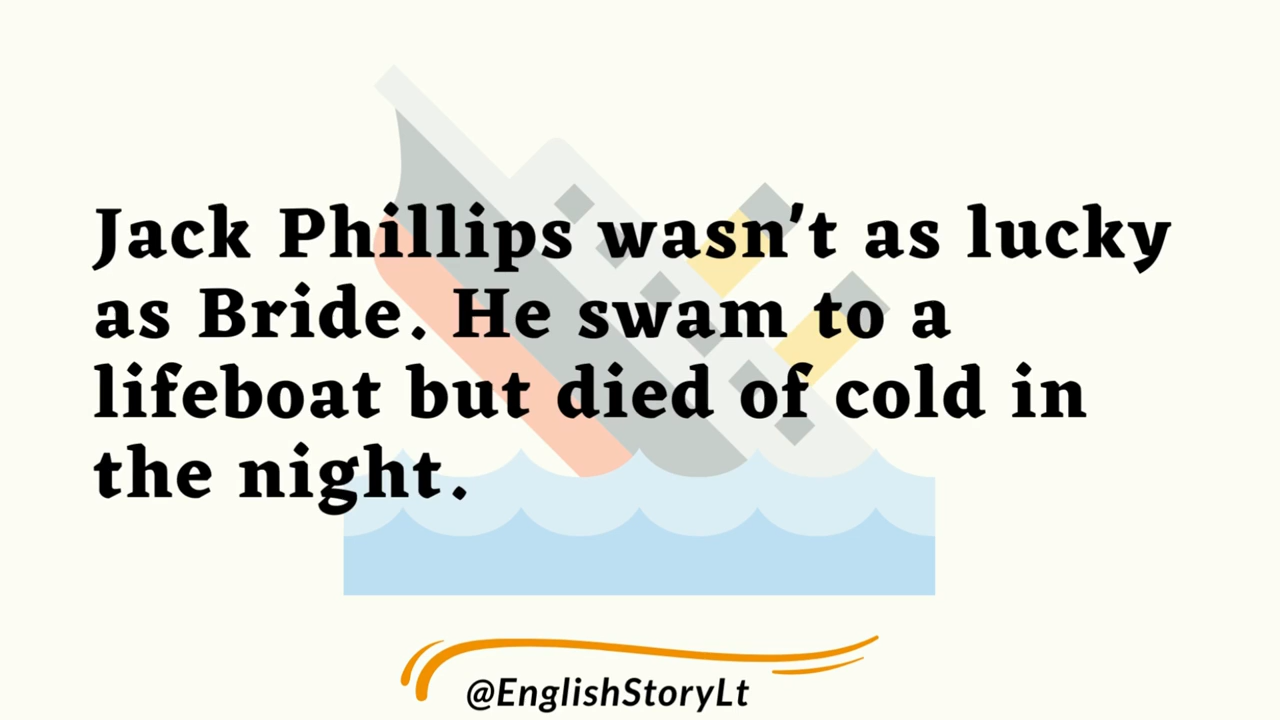 Jack Phillips wasn't as lucky
as Bride. He swam to a
lifeboat but died of cold in
the night.
@EnglishStoryLt